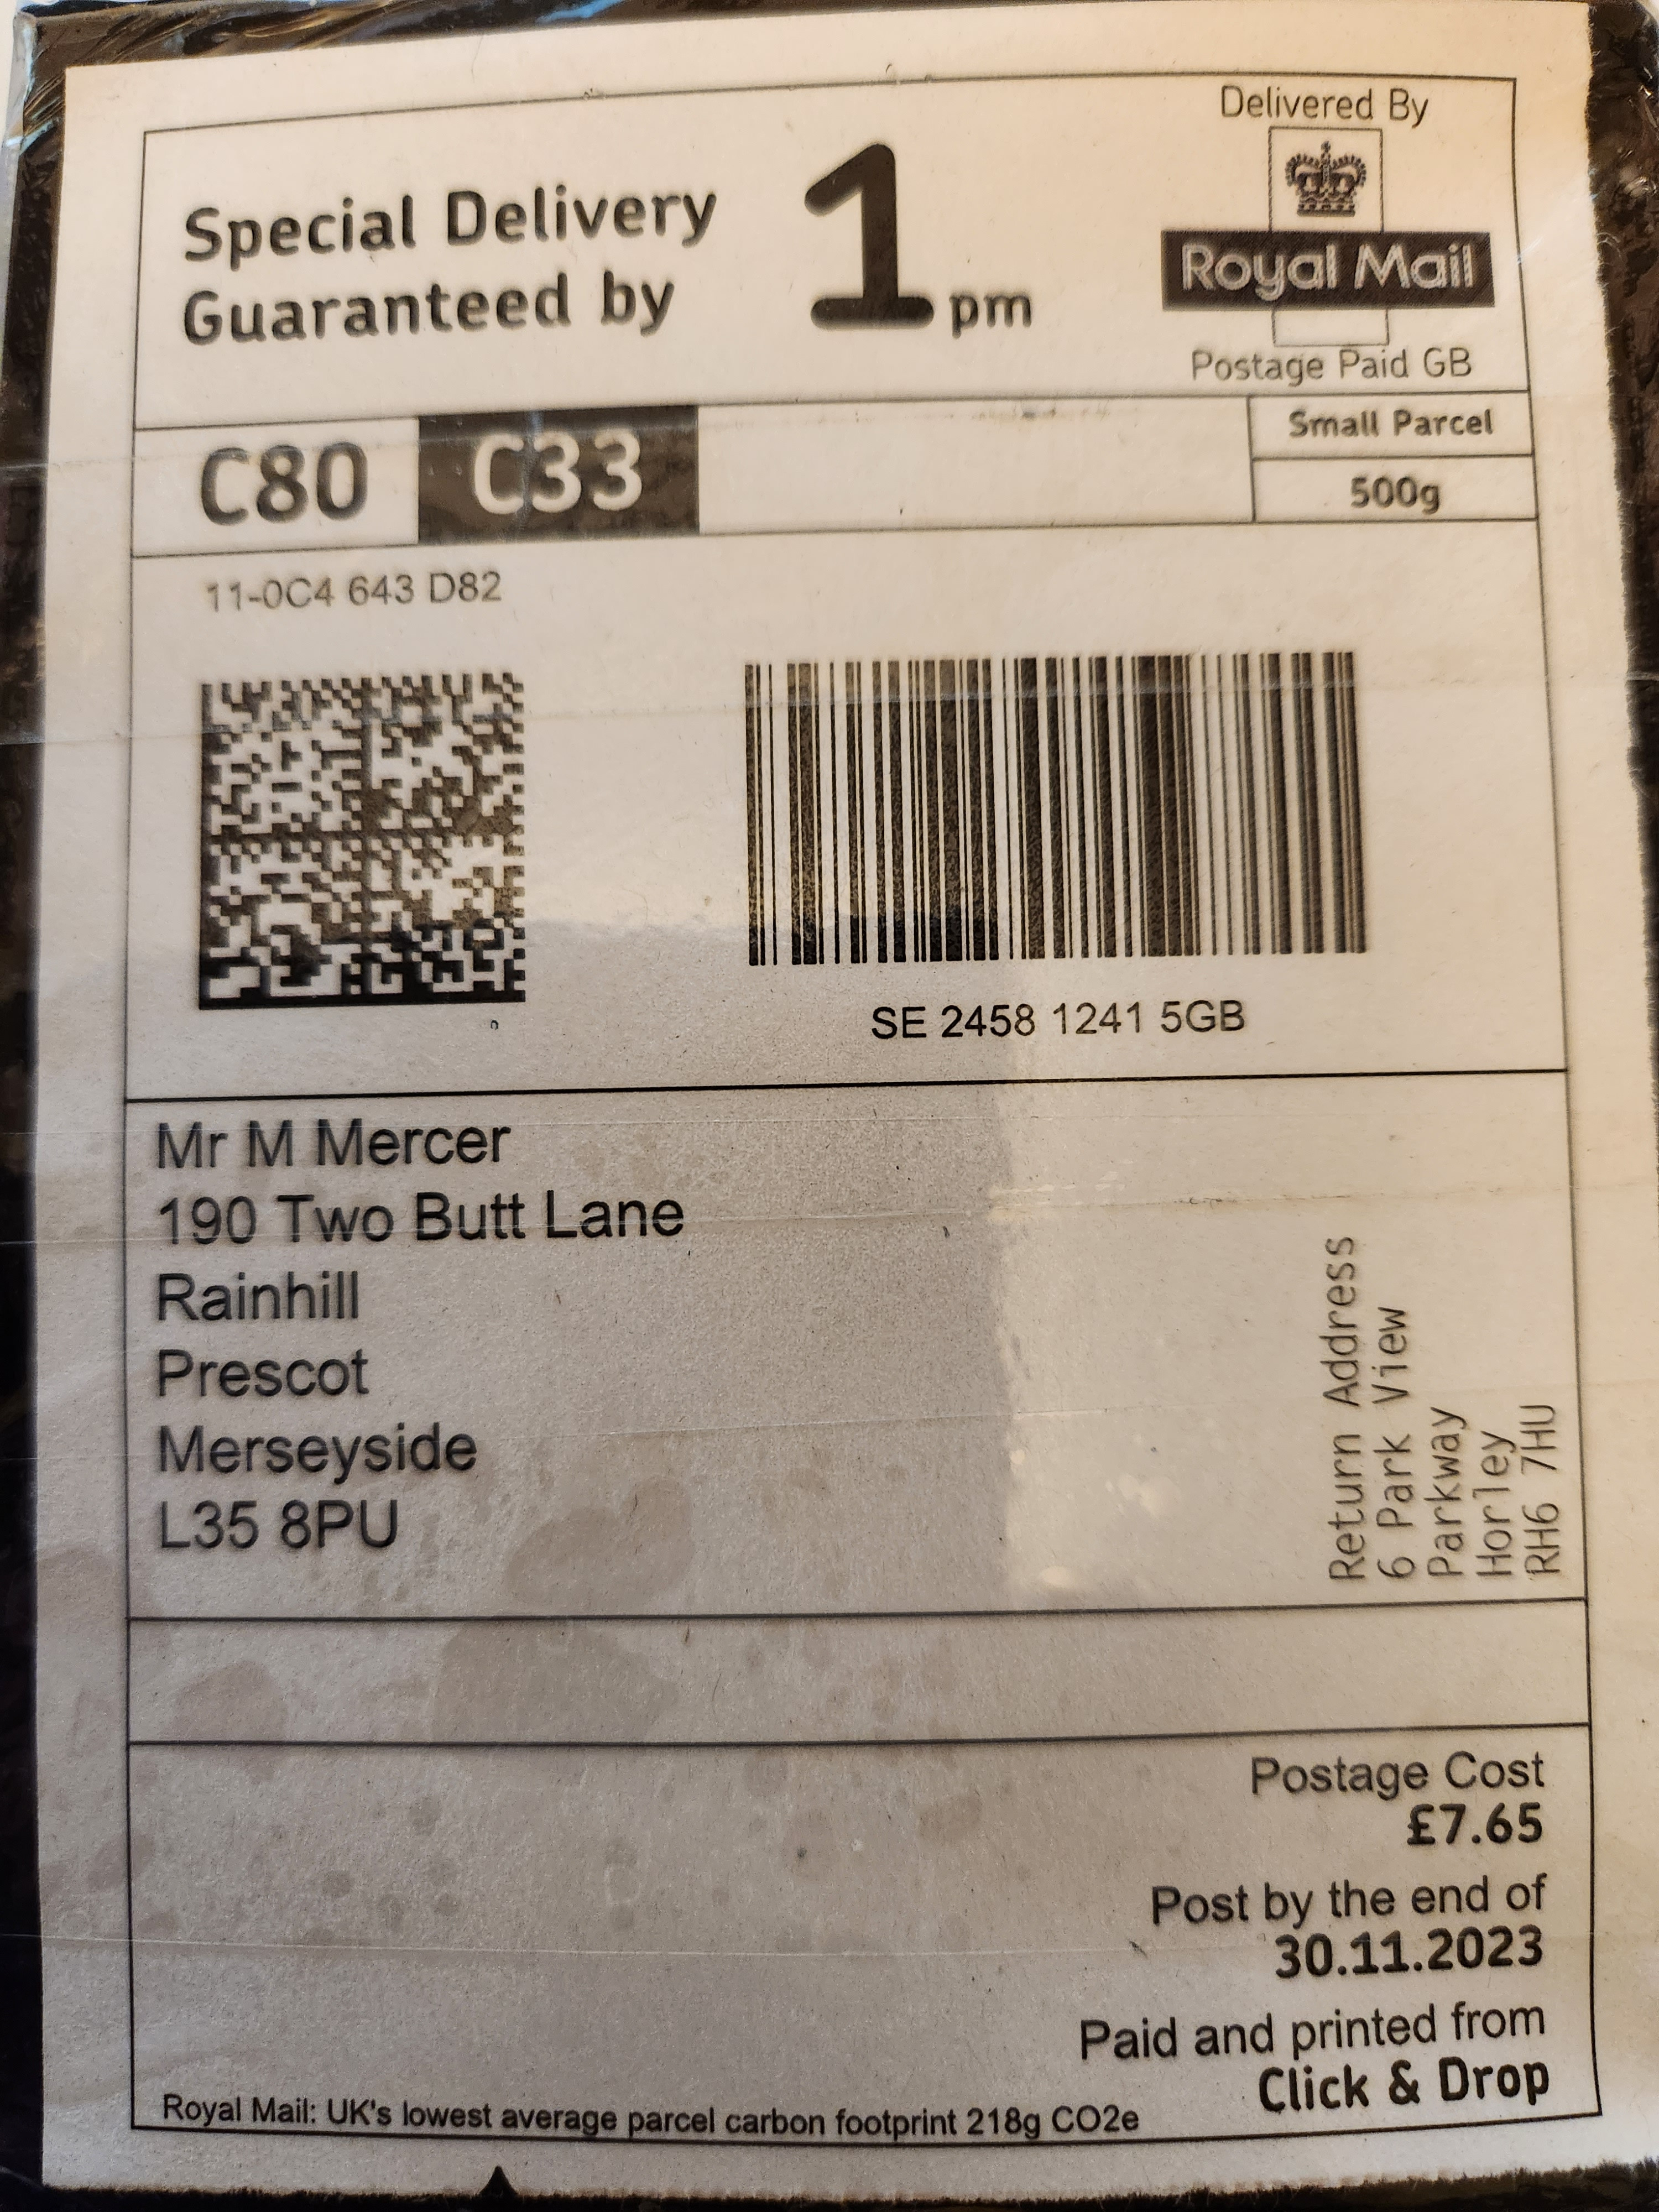 Delivered By
Special Delivery
Guaranteed by
1pm
Royal Mail
Postage Paid GB
C80 C33
Small Parcel
500g
11-0C4 643 D82
SE 2458 1241 5GB
Mr M Mercer
190 Two Butt Lane
Rainhill
Prescot
Merseyside
L35 8PU
Return Address
6 Park View
Parkway
Horley
RH6 7HU
Postage Cost
£7.65
Post by the end of
30.11.2023
Paid and printed from
Click & Drop
Royal Mail: UK's lowest average parcel carbon footprint 218g CO2e